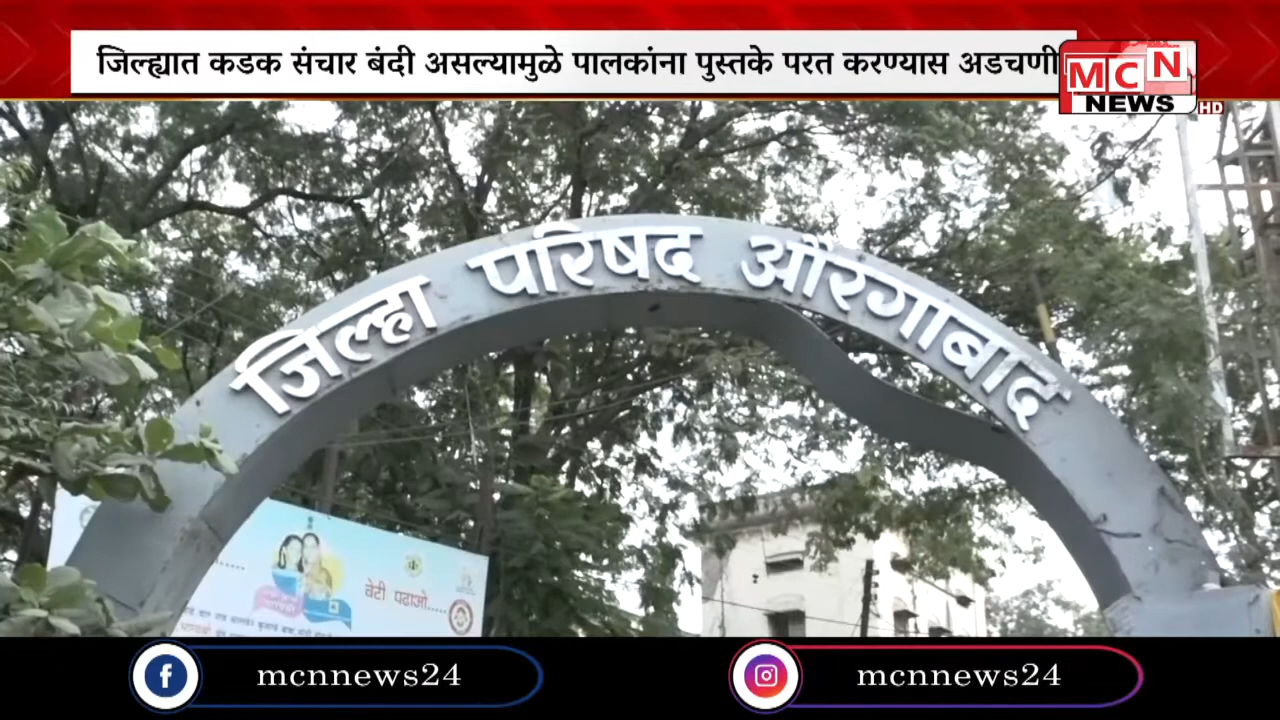 जिल्ह्यात कडक संचार बंदी असल्यामुळे पालकांना पुस्तके परत करण्यास अडचणी
MCN
NEWS HD
जिल्हा परिषद औरंगाबाद
बेटी पढाओ.....
mcnnews24
mcnnews24